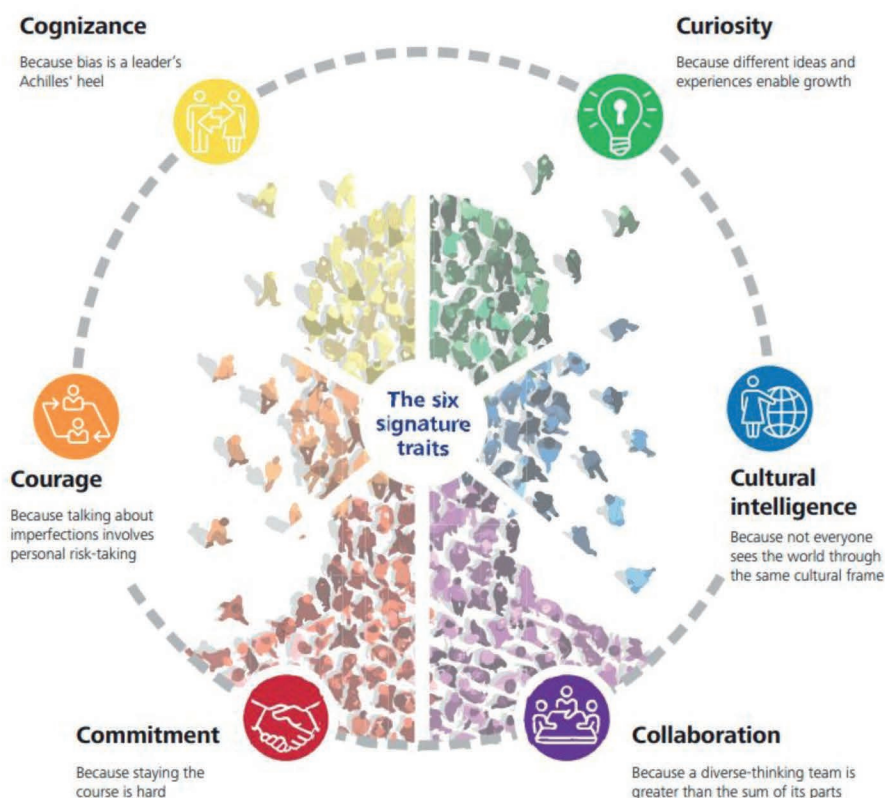 Cognizance
Because bias is a leader's
Achilles' heel
Curiosity
Because different ideas and
experiences enable growth
The six
signature
traits
Courage
Because talking about
imperfections involves
personal risk-taking
Cultural
intelligence
Because not everyone
sees the world through
the same cultural frame
Commitment
Because staying the
course is hard
Collaboration
Because a diverse-thinking team is
greater than the sum of its parts